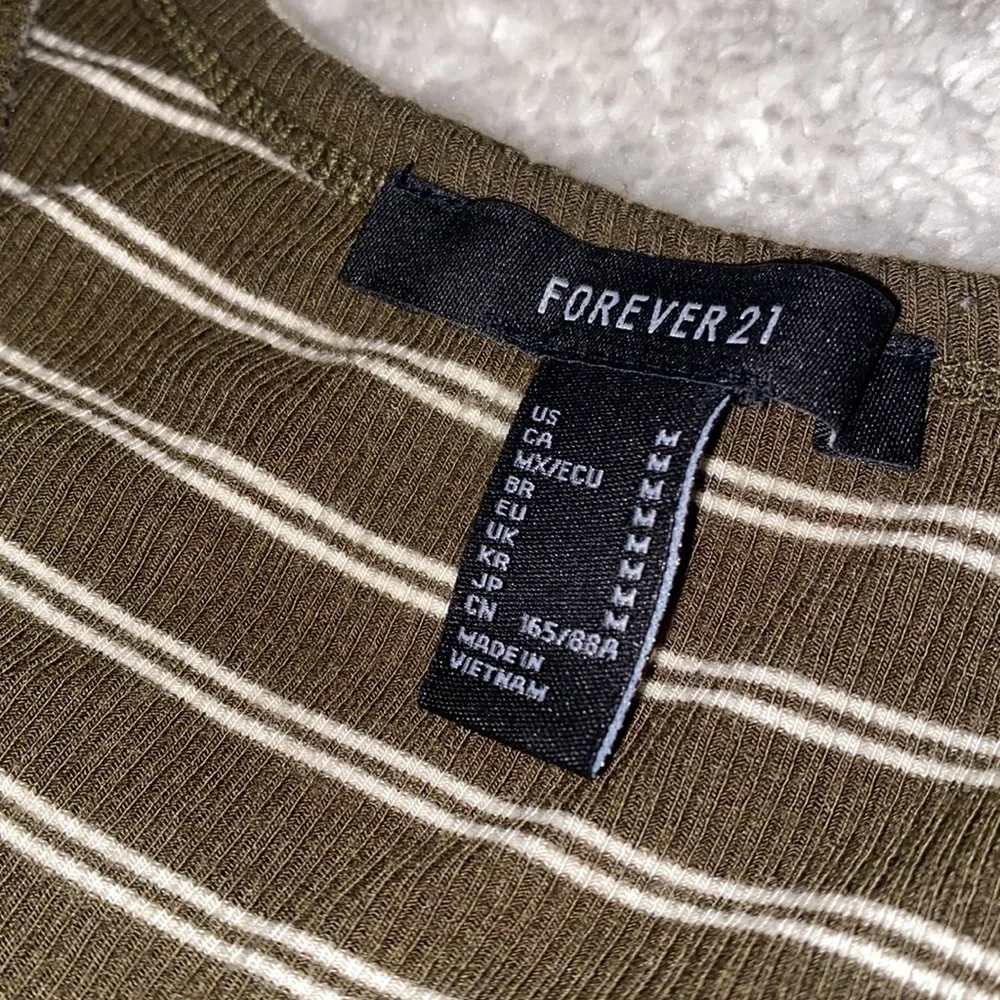 FOREVER 21
US M
CA M
MX/ECU M
BR M
EU M
UK M
KR M
JP M
CN 165/88A
MADE IN
VIETNAM